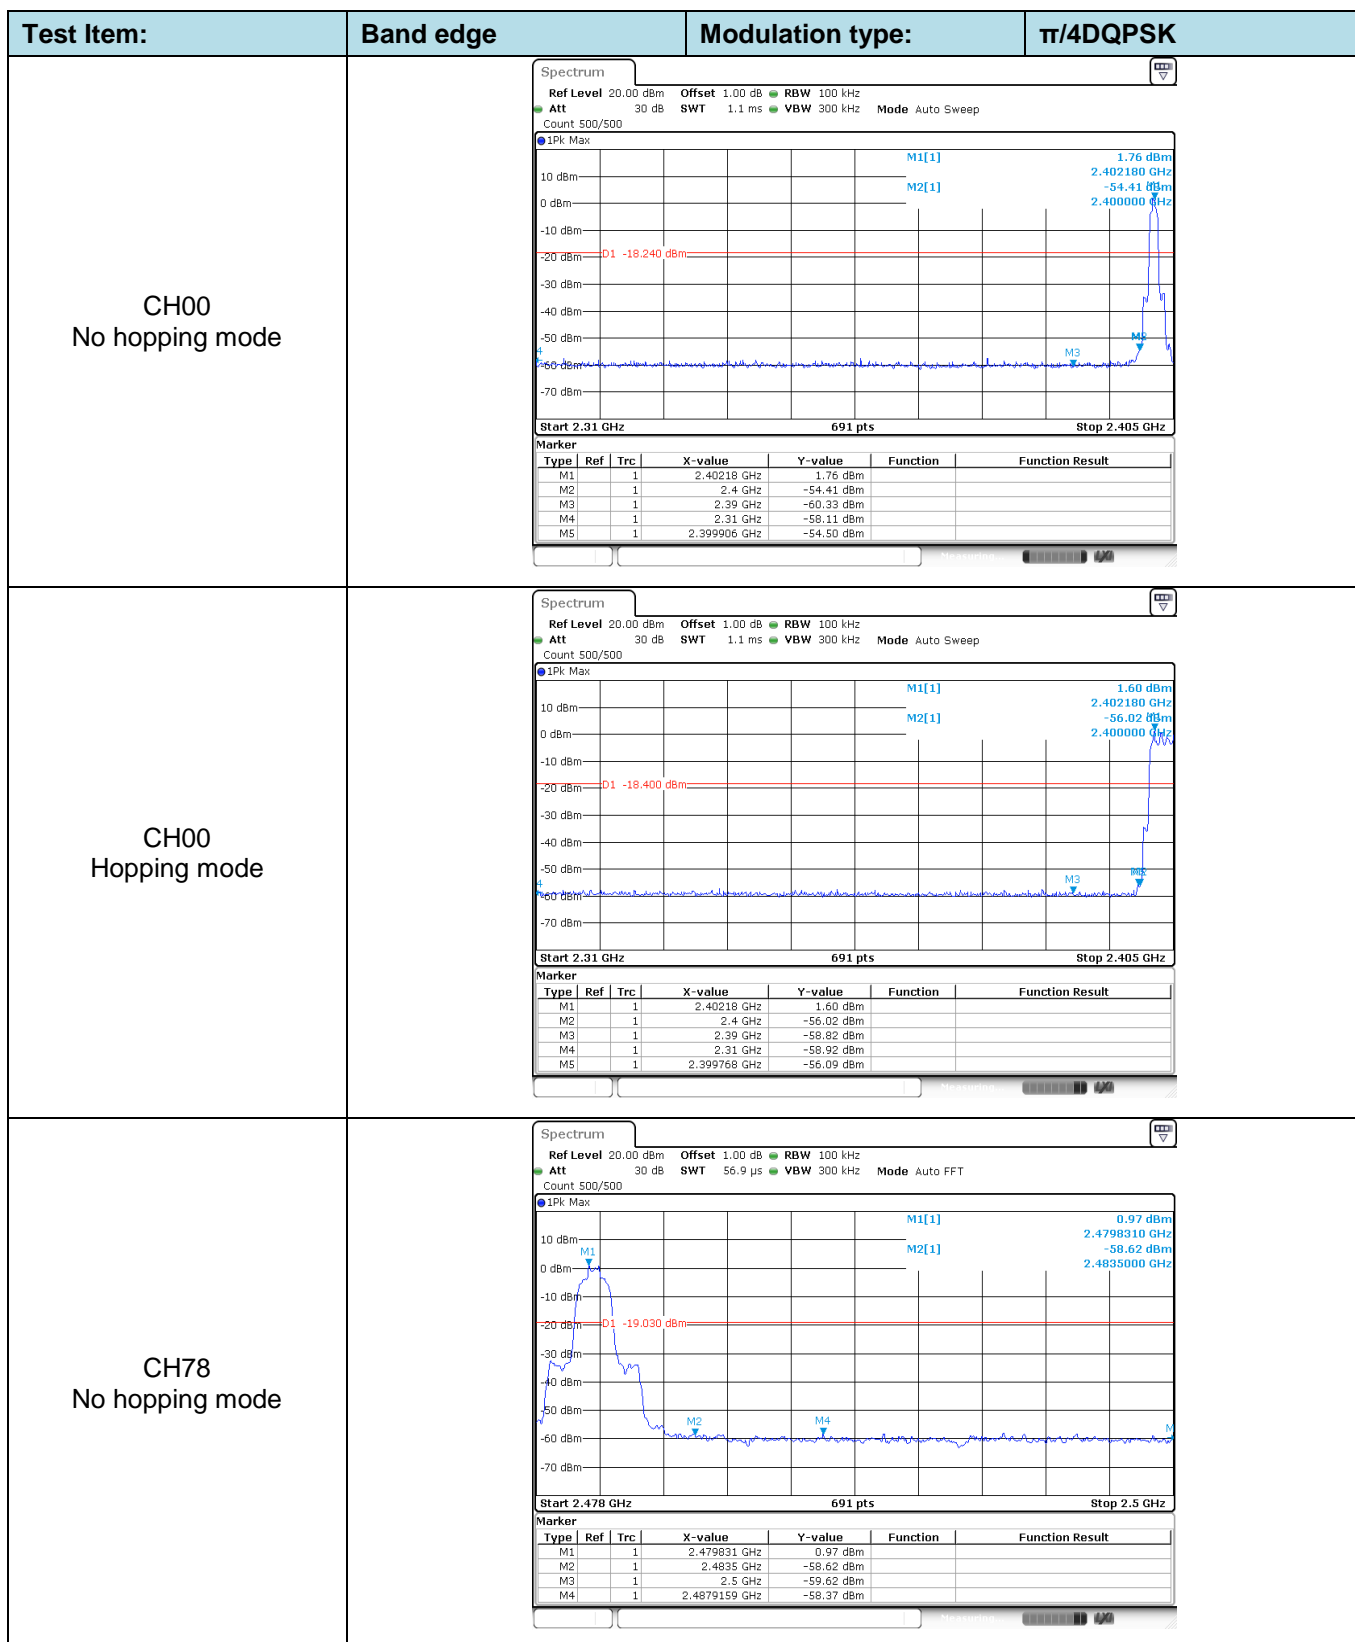 Test Item: Band edge Modulation type: π/4DQPSK
CH00
No hopping mode
Spectrum
Ref Level 20.00 dBm Offset 1.00 dB RBW 100 kHz
Att 30 dB SWT 1.1 ms VBW 300 kHz Mode Auto Sweep
Count 500/500
1Pk Max
M1[1] 1.76 dBm
2.402180 GHz
M2[1] -54.41 dBm
2.400000 GHz
M1
10 dBm
0 dBm
-10 dBm
-20 dBm
D1 -18.240 dBm
-30 dBm
-40 dBm
-50 dBm
-60 dBm
-70 dBm
M3
Start 2.31 GHz 691 pts Stop 2.405 GHz
Marker
Type Ref Trc X-value Y-value Function Function Result
M1 1 2.40218 GHz 1.76 dBm
M2 1 2.4 GHz -54.41 dBm
M3 1 2.39 GHz -60.33 dBm
M4 1 2.31 GHz -58.11 dBm
M5 1 2.399906 GHz -54.50 dBm
Measuring...
CH00
Hopping mode
Spectrum
Ref Level 20.00 dBm Offset 1.00 dB RBW 100 kHz
Att 30 dB SWT 1.1 ms VBW 300 kHz Mode Auto Sweep
Count 500/500
1Pk Max
M1[1] 1.60 dBm
2.402180 GHz
M2[1] -56.02 dBm
2.400000 GHz
M1
10 dBm
0 dBm
-10 dBm
-20 dBm
D1 -18.400 dBm
-30 dBm
-40 dBm
-50 dBm
-60 dBm
-70 dBm
M3
Start 2.31 GHz 691 pts Stop 2.405 GHz
Marker
Type Ref Trc X-value Y-value Function Function Result
M1 1 2.40218 GHz 1.60 dBm
M2 1 2.4 GHz -56.02 dBm
M3 1 2.39 GHz -58.82 dBm
M4 1 2.31 GHz -58.92 dBm
M5 1 2.399768 GHz -56.09 dBm
Measuring...
CH78
No hopping mode
Spectrum
Ref Level 20.00 dBm Offset 1.00 dB RBW 100 kHz
Att 30 dB SWT 56.9 µs VBW 300 kHz Mode Auto FFT
Count 500/500
1Pk Max
M1[1] 0.97 dBm
2.4798310 GHz
M2[1] -58.62 dBm
2.4835000 GHz
10 dBm
M1
0 dBm
-10 dBm
-20 dBm
D1 -19.030 dBm
-30 dBm
-40 dBm
-50 dBm
M2 M4 M
-60 dBm
-70 dBm
Start 2.478 GHz 691 pts Stop 2.5 GHz
Marker
Type Ref Trc X-value Y-value Function Function Result
M1 1 2.479831 GHz 0.97 dBm
M2 1 2.4835 GHz -58.62 dBm
M3 1 2.5 GHz -59.62 dBm
M4 1 2.4879159 GHz -58.37 dBm
Measuring...